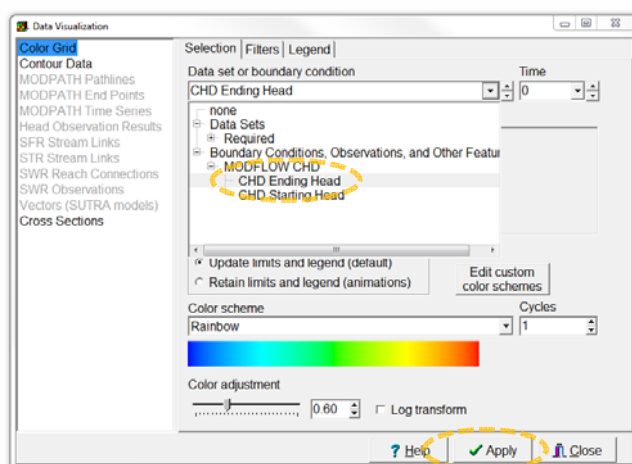 Data Visualization
Color Grid
Contour Data
MODPATH Pathlines
MODPATH End Points
MODPATH Time Series
Head Observation Results
SFR Stream Links
STR Stream Links
SWR Reach Connections
SWR Observations
Vectors (SUTRA models)
Cross Sections
Selection Filters Legend
Data set or boundary condition Time
CHD Ending Head 0
none
Data Sets
Required
Boundary Conditions, Observations, and Other Featur
MODFLOW CHD
CHD Ending Head
CHD Starting Head
Update limits and legend (default)
Retain limits and legend (animations)
Edit custom
color schemes
Color scheme Cycles
Rainbow 1
Color adjustment
0.60 Log transform
? Help Apply Close